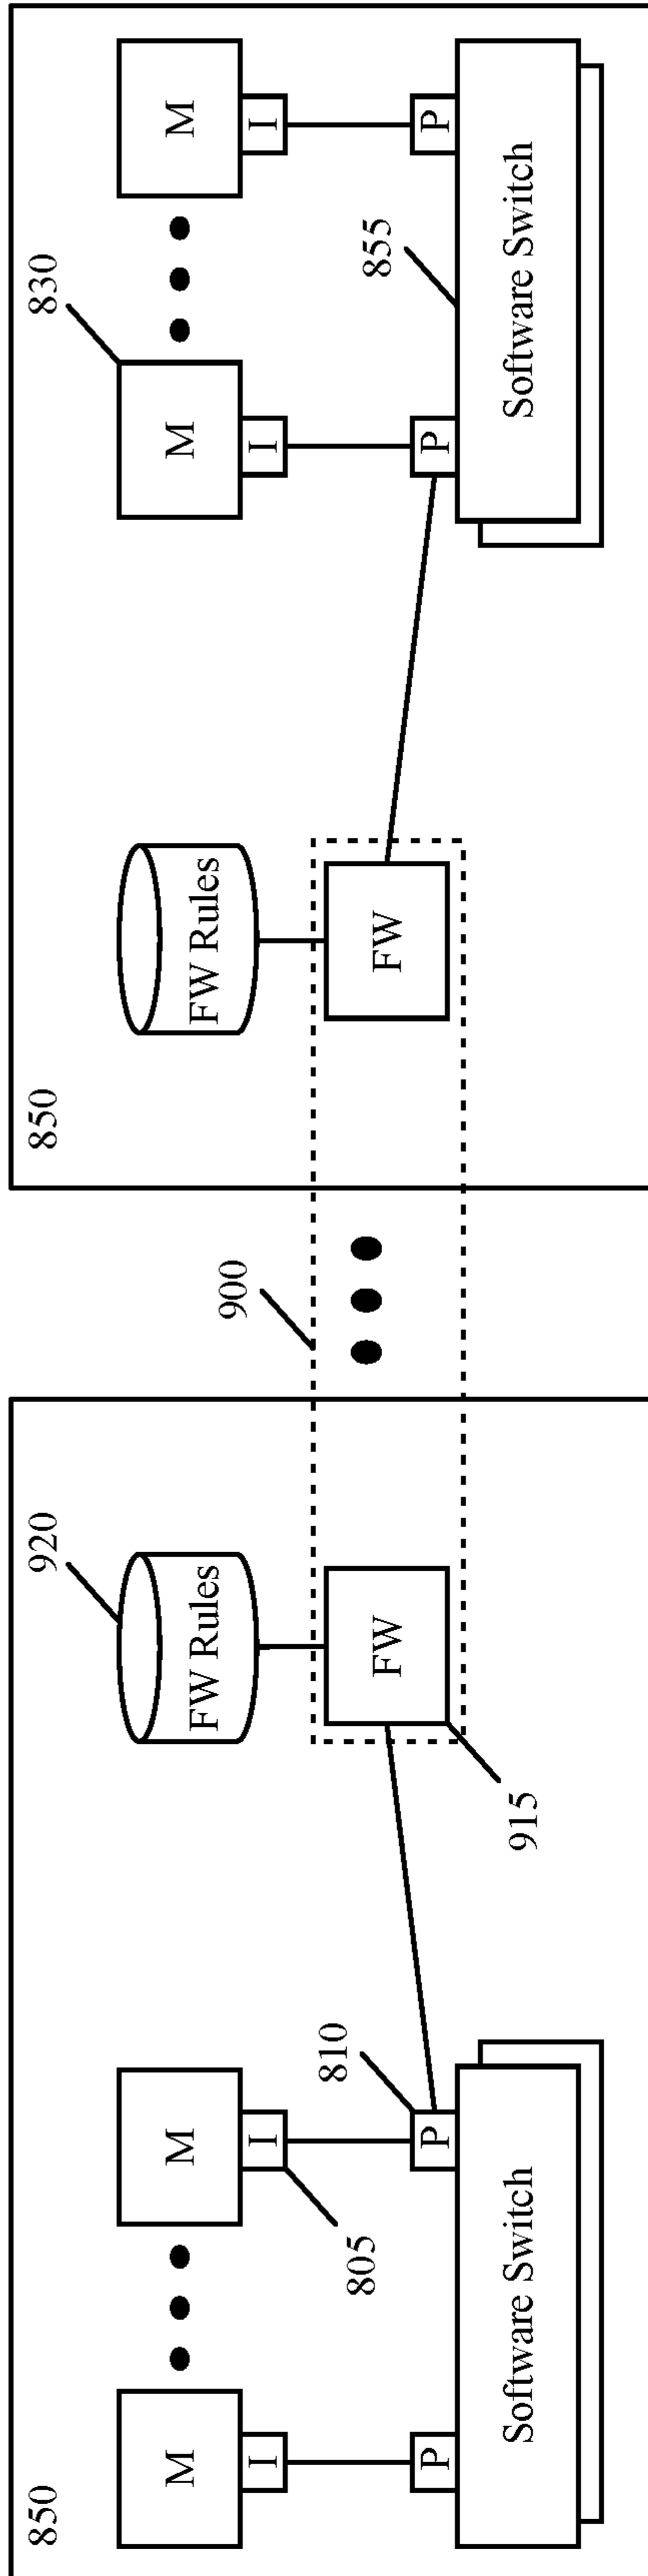 850
920
850
830
M
M
M
M
FW Rules
FW Rules
900
I
I
I
I
810
805
855
FW
FW
P
P
P
P
Software Switch
915
Software Switch